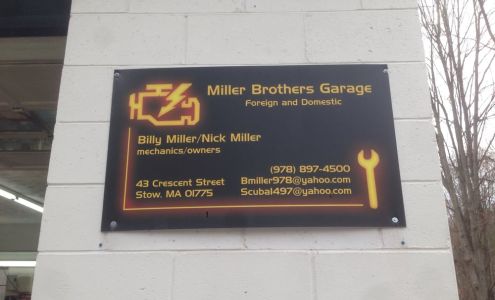 Miller Brothers Garage
Foreign and Domestic
Billy Miller/Nick Miller
mechanics/owners
(978) 897-4500
43 Crescent Street
Bmiller978@yahoo.com
Stow, MA 01775
Scuba1497@yahoo.com